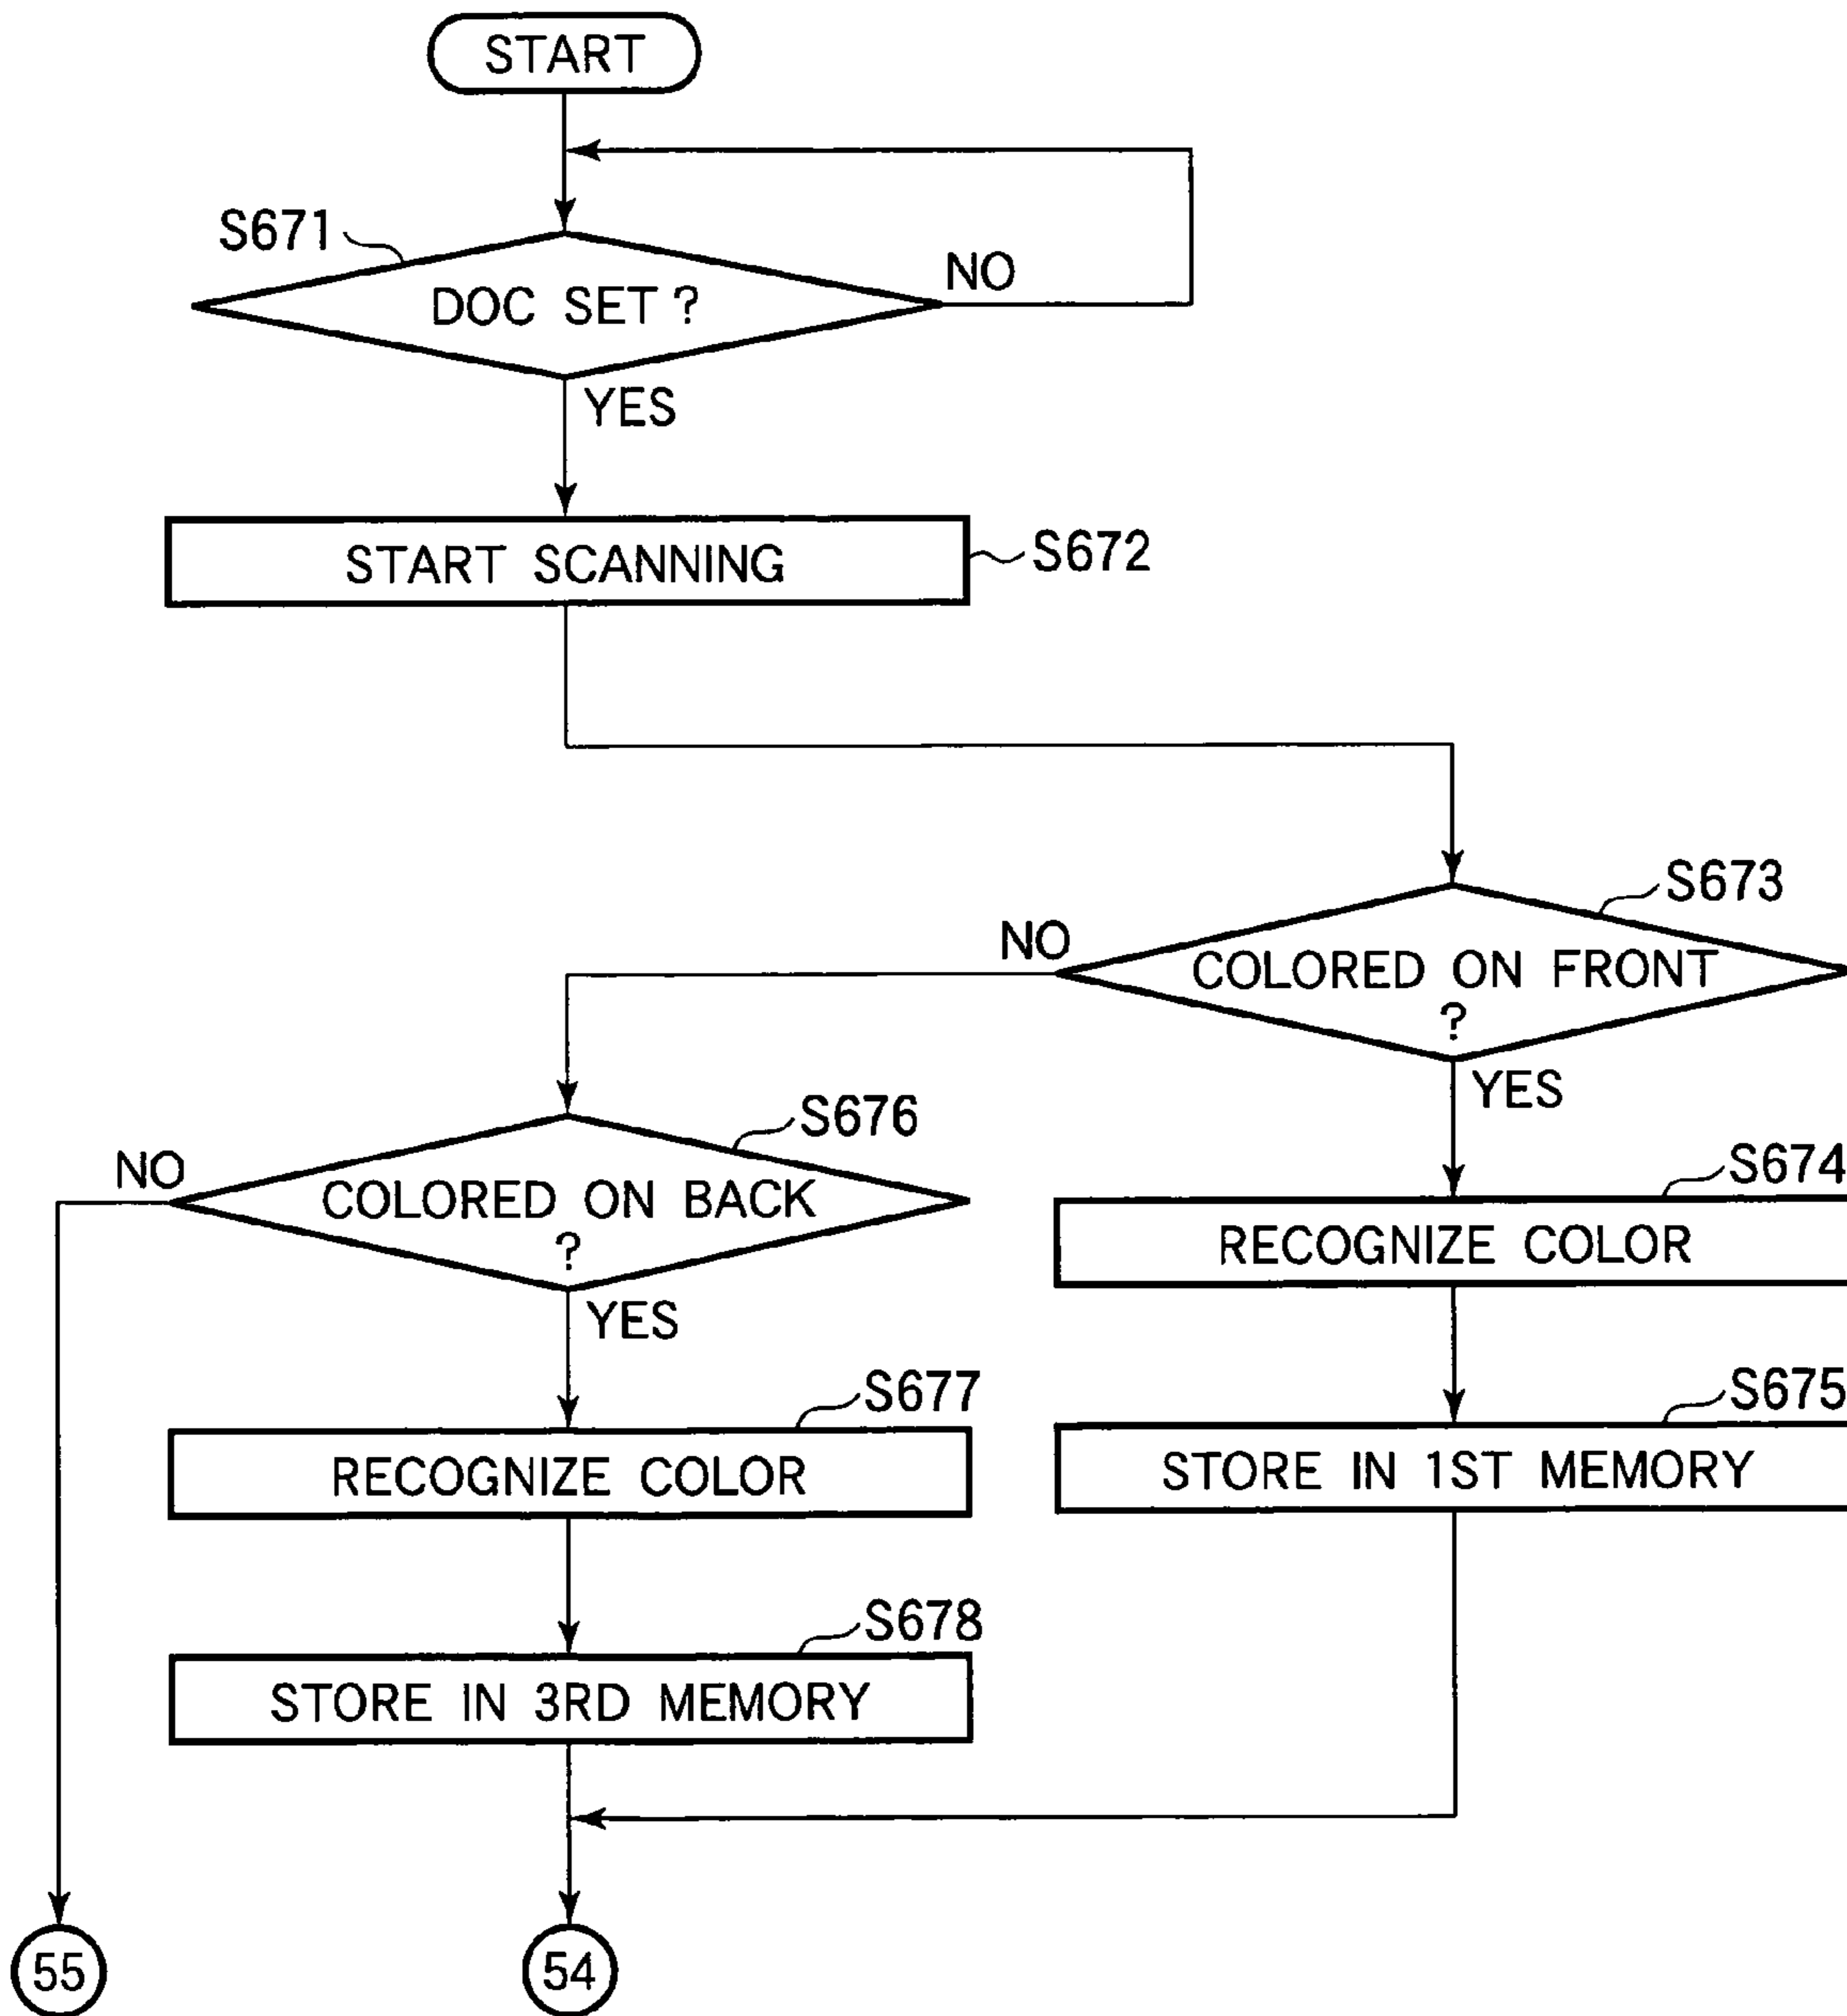 START
S671
DOC SET ?
NO
YES
START SCANNING
S672
S673
NO
COLORED ON FRONT
?
YES
S676
NO
COLORED ON BACK
?
YES
S674
RECOGNIZE COLOR
S677
RECOGNIZE COLOR
S675
STORE IN 1ST MEMORY
S678
STORE IN 3RD MEMORY
55
54